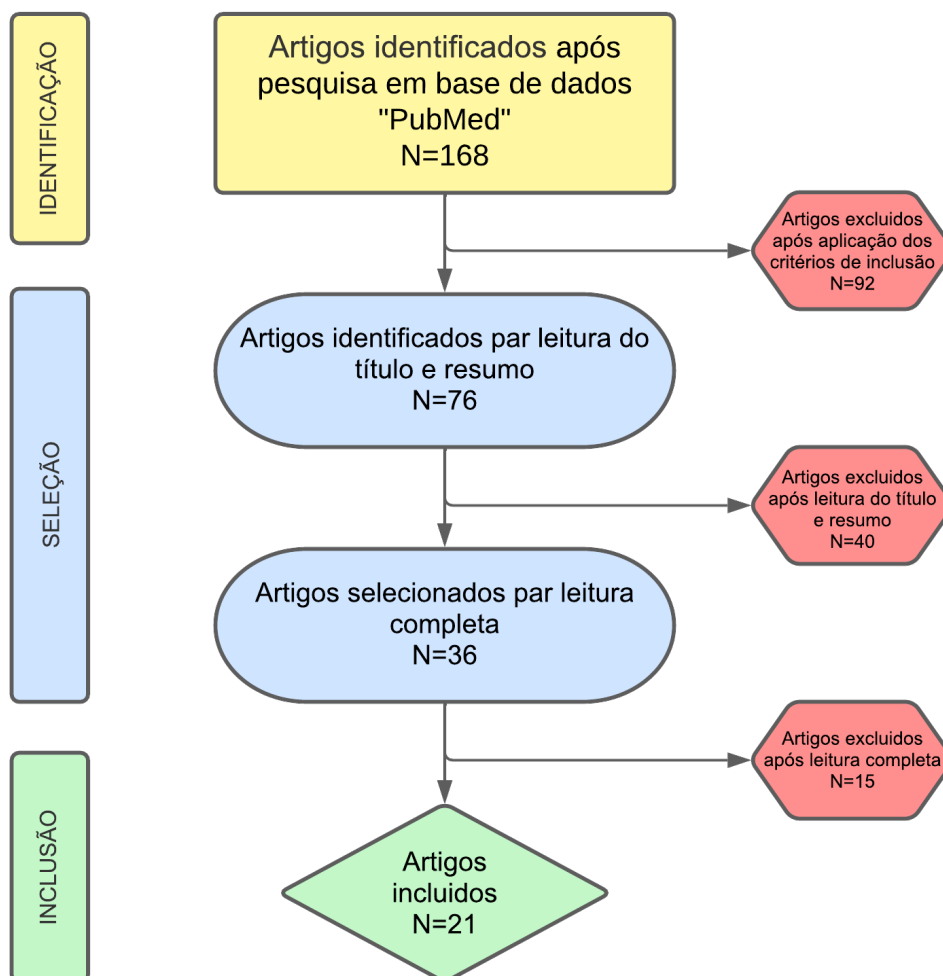 IDENTIFICAÇÃO
Artigos identificados após
pesquisa em base de dados
"PubMed"
N=168
Artigos excluidos
após aplicação dos
critérios de inclusão
N=92
SELEÇÃO
Artigos identificados par leitura do
título e resumo
N=76
Artigos excluidos
após leitura do título
e resumo
N=40
Artigos selecionados par leitura
completa
N=36
Artigos excluidos
após leitura completa
N=15
INCLUSÃO
Artigos
incluidos
N=21